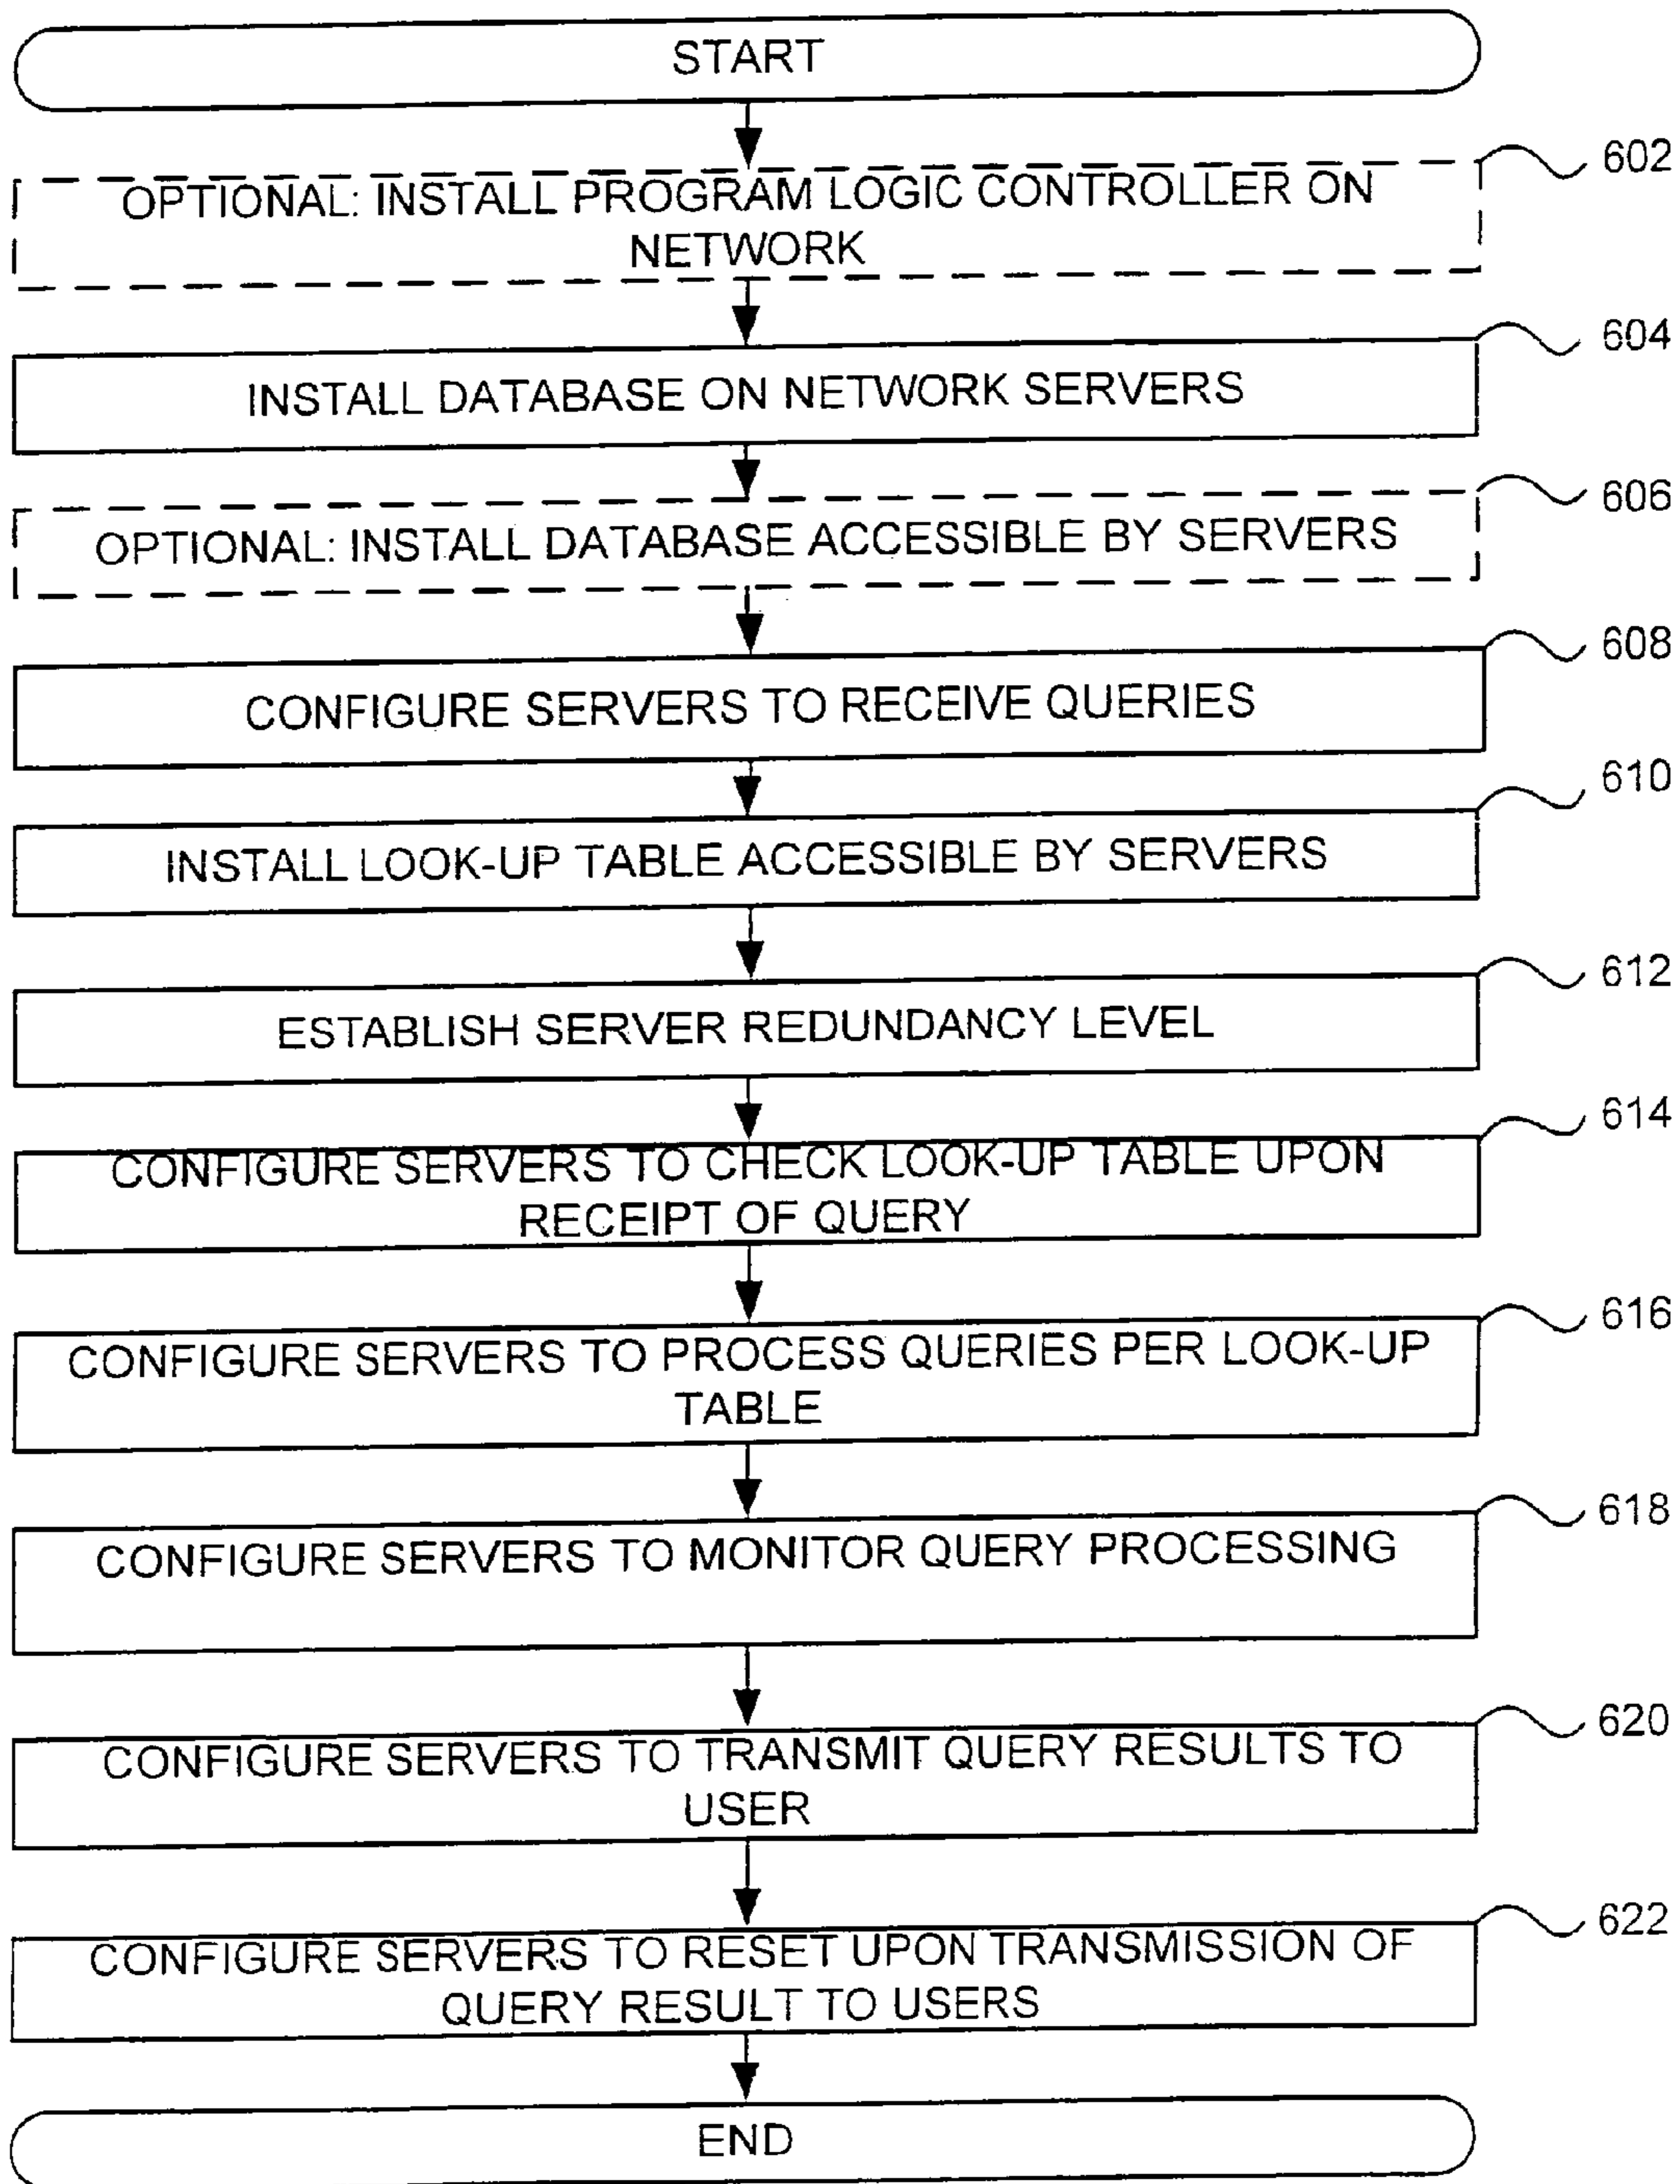 START
602
OPTIONAL: INSTALL PROGRAM LOGIC CONTROLLER ON
NETWORK
604
INSTALL DATABASE ON NETWORK SERVERS
606
OPTIONAL: INSTALL DATABASE ACCESSIBLE BY SERVERS
608
CONFIGURE SERVERS TO RECEIVE QUERIES
610
INSTALL LOOK-UP TABLE ACCESSIBLE BY SERVERS
612
ESTABLISH SERVER REDUNDANCY LEVEL
614
CONFIGURE SERVERS TO CHECK LOOK-UP TABLE UPON
RECEIPT OF QUERY
616
CONFIGURE SERVERS TO PROCESS QUERIES PER LOOK-UP
TABLE
618
CONFIGURE SERVERS TO MONITOR QUERY PROCESSING
620
CONFIGURE SERVERS TO TRANSMIT QUERY RESULTS TO
USER
622
CONFIGURE SERVERS TO RESET UPON TRANSMISSION OF
QUERY RESULT TO USERS
END